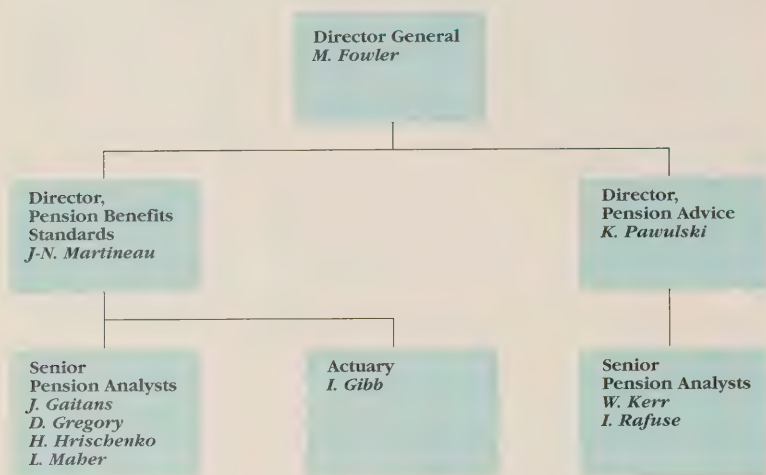 Director General
M. Fowler
Director,
Pension Benefits
Standards
J-N. Martineau
Director,
Pension Advice
K. Pawulski
Senior
Pension Analysts
J. Gaitans
D. Gregory
H. Hrischenko
L. Maher
Actuary
I. Gibb
Senior
Pension Analysts
W. Kerr
I. Rafuse